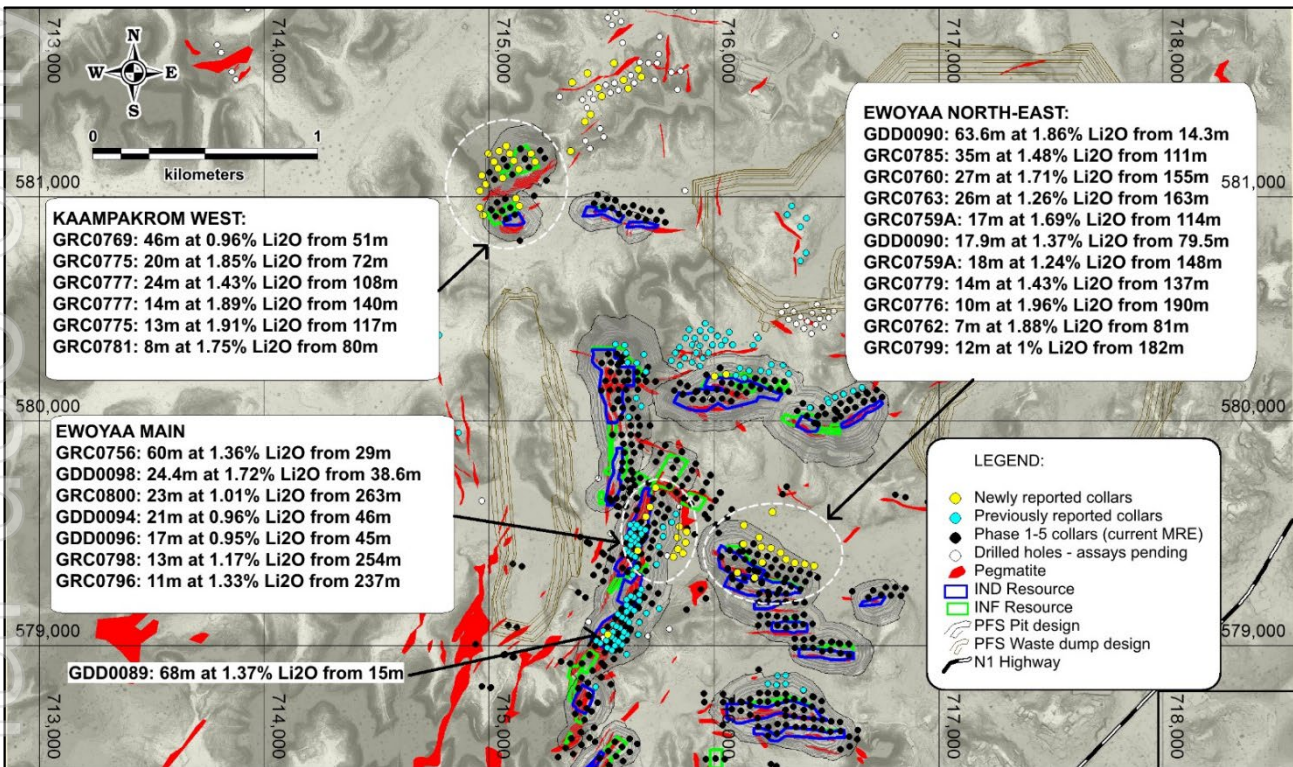 713,000
714,000
715,000
716,000
717,000
718,000
N
W E
S
0 1
kilometers
581,000
581,000
KAAMPAKROM WEST:
GRC0769: 46m at 0.96% Li2O from 51m
GRC0775: 20m at 1.85% Li2O from 72m
GRC0777: 24m at 1.43% Li2O from 108m
GRC0777: 14m at 1.89% Li2O from 140m
GRC0775: 13m at 1.91% Li2O from 117m
GRC0781: 8m at 1.75% Li2O from 80m
EWOYAA NORTH-EAST:
GDD0090: 63.6m at 1.86% Li2O from 14.3m
GRC0785: 35m at 1.48% Li2O from 111m
GRC0760: 27m at 1.71% Li2O from 155m
GRC0763: 26m at 1.26% Li2O from 163m
GRC0759A: 17m at 1.69% Li2O from 114m
GDD0090: 17.9m at 1.37% Li2O from 79.5m
GRC0759A: 18m at 1.24% Li2O from 148m
GRC0779: 14m at 1.43% Li2O from 137m
GRC0776: 10m at 1.96% Li2O from 190m
GRC0762: 7m at 1.88% Li2O from 81m
GRC0799: 12m at 1% Li2O from 182m
580,000
580,000
EWOYAA MAIN
GRC0756: 60m at 1.36% Li2O from 29m
GDD0098: 24.4m at 1.72% Li2O from 38.6m
GRC0800: 23m at 1.01% Li2O from 263m
GDD0094: 21m at 0.96% Li2O from 46m
GDD0096: 17m at 0.95% Li2O from 45m
GRC0798: 13m at 1.17% Li2O from 254m
GRC0796: 11m at 1.33% Li2O from 237m
LEGEND:
Newly reported collars
Previously reported collars
Phase 1-5 collars (current MRE)
Drilled holes - assays pending
Pegmatite
IND Resource
INF Resource
PFS Pit design
PFS Waste dump design
N1 Highway
579,000
579,000
GDD0089: 68m at 1.37% Li2O from 15m
713,000
714,000
715,000
717,000
718,000